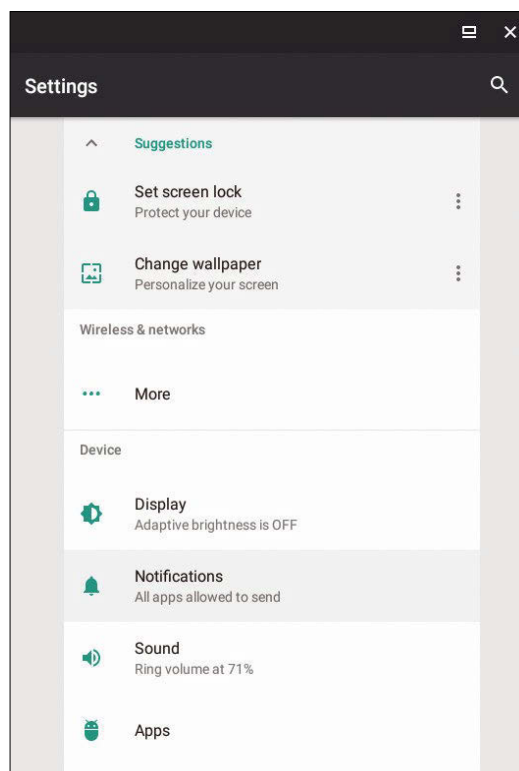 Settings
Suggestions
Set screen lock
Protect your device
Change wallpaper
Personalize your screen
Wireless & networks
More
Device
Display
Adaptive brightness is OFF
Notifications
All apps allowed to send
Sound
Ring volume at 71%
Apps